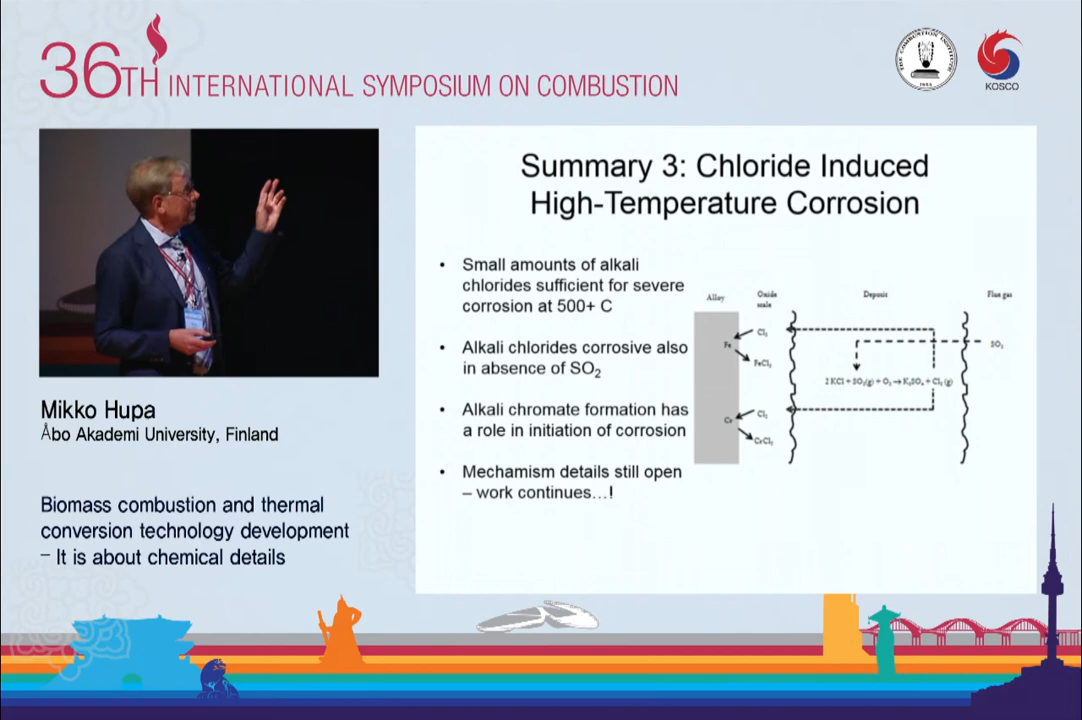 36TH INTERNATIONAL SYMPOSIUM ON COMBUSTION
THE COMBUSTION INSTITUTE
KOSCO
Mikko Hupa
Åbo Akademi University, Finland
Biomass combustion and thermal
conversion technology development
– It is about chemical details
Summary 3: Chloride Induced
High-Temperature Corrosion
• Small amounts of alkali
chlorides sufficient for severe
corrosion at 500+ C
• Alkali chlorides corrosive also
in absence of SO2
• Alkali chromate formation has
a role in initiation of corrosion
• Mechamism details still open
– work continues...!
Alloy
Oxide
scale
Deposit
Flue gas
Cl2
Fe
FeCl2
SO2
2 KCl + SO2(g) + O2 → K2SO4 + Cl2 (g)
Cl2
Cr
CrCl2